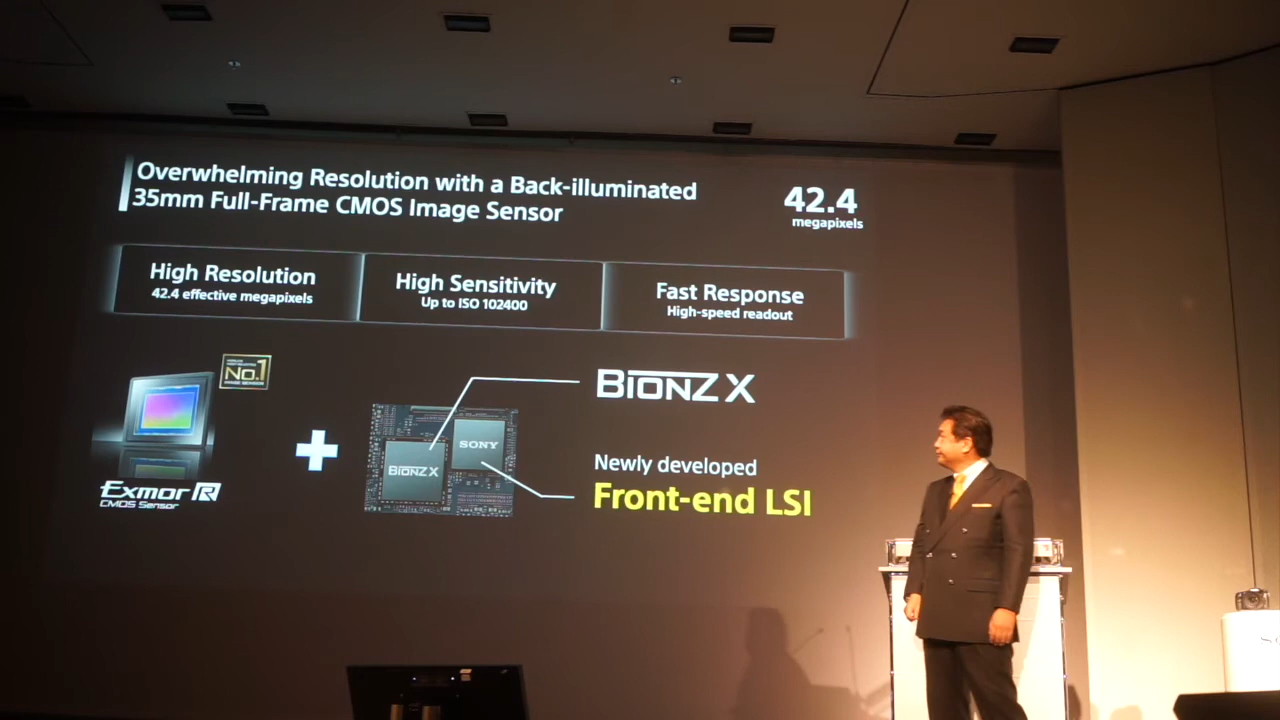 Overwhelming Resolution with a Back-illuminated
35mm Full-Frame CMOS Image Sensor
42.4
megapixels
High Resolution
42.4 effective megapixels
High Sensitivity
Up to ISO 102400
Fast Response
High-speed readout
No.1
IMAGE SENSOR
Exmor R
CMOS Sensor
BIONZ X
SONY
BIONZ X
Newly developed
Front-end LSI